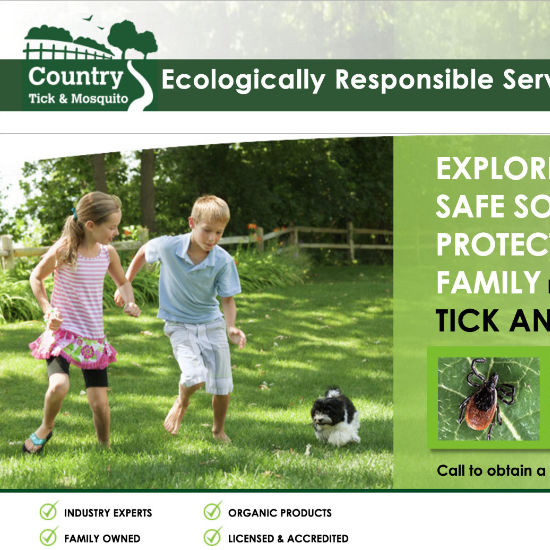 Country
Tick & Mosquito
Ecologically Responsible Serv
EXPLOR
SAFE SO
PROTEC
FAMILY
TICK AN
Call to obtain a
INDUSTRY EXPERTS
ORGANIC PRODUCTS
FAMILY OWNED
LICENSED & ACCREDITED